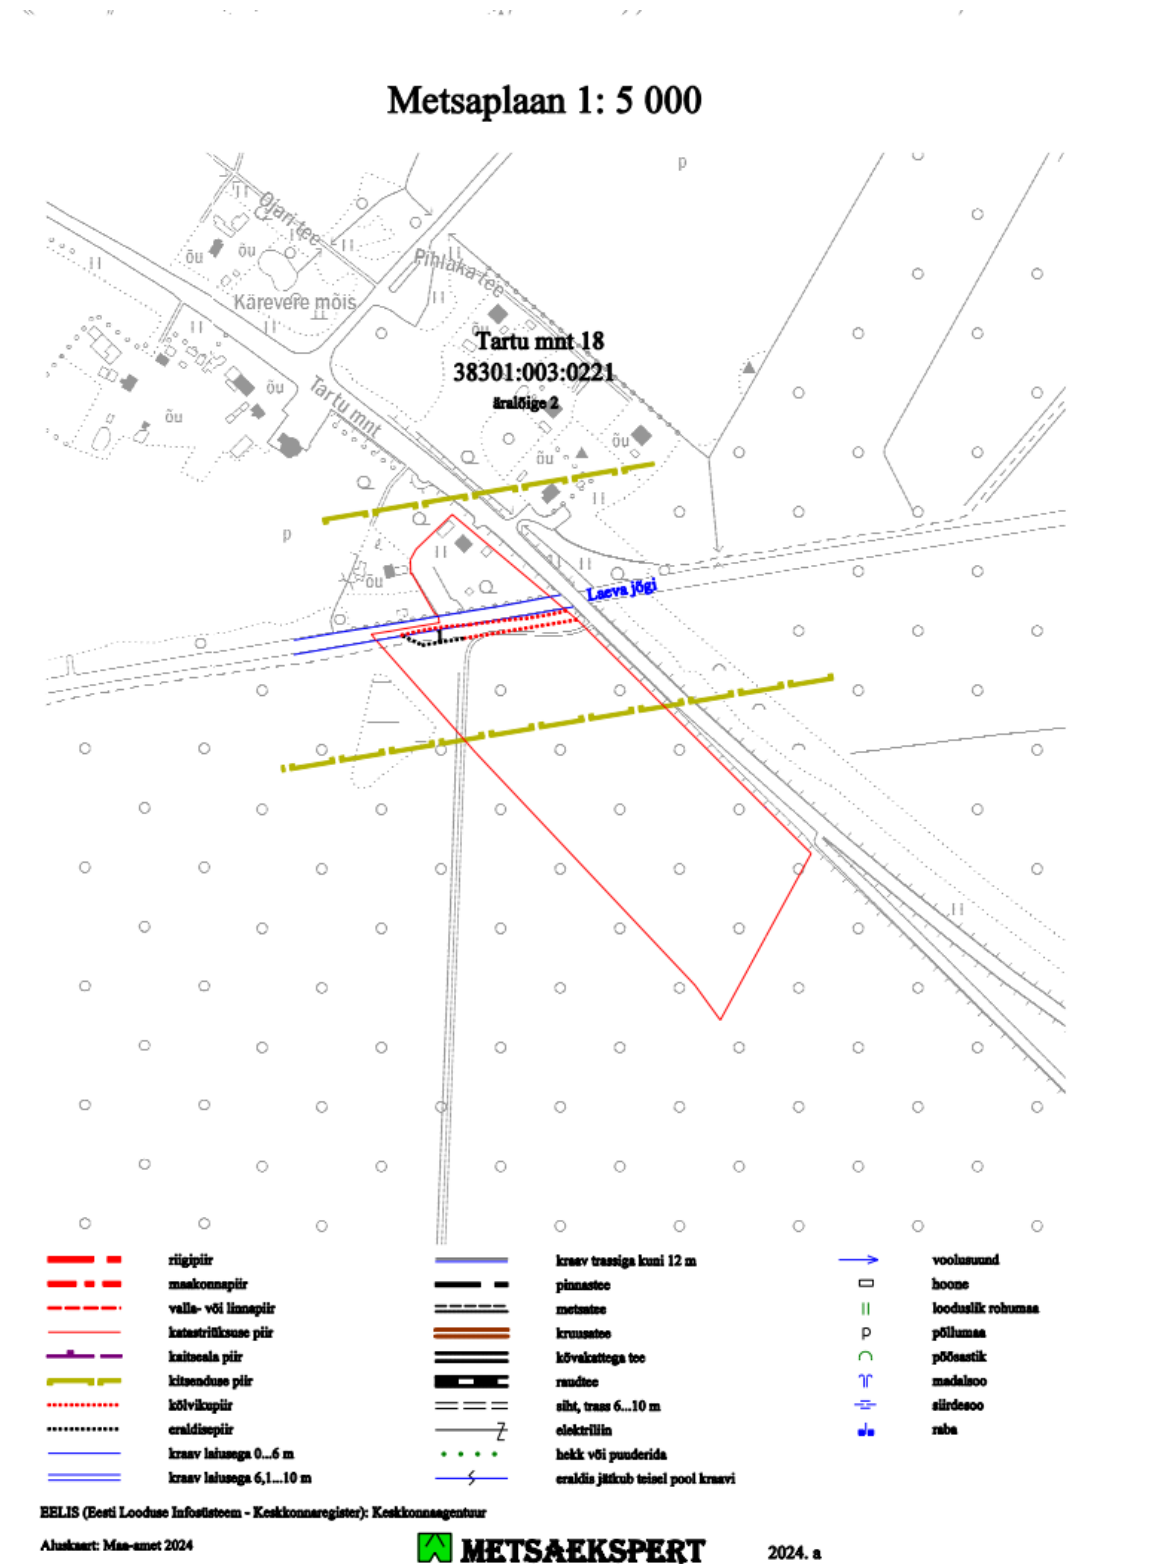 Metsaplaan 1: 5 000
p
Ojari tee
õu
õu
Pihlaka tee
Kärevere mõis
õu
Tartu mnt 18
38301:003:0221
äralõige 2
Tartu mnt
õu
õu
õu
õu
p
õu
Laeva jõgi
riigipiir
maakonnapiir
valla- või linnapiir
katastriüksuse piir
kaitseala piir
kitsenduse piir
kõlvikupiir
eraldisepiir
kraav laiusega 0...6 m
kraav laiusega 6,1...10 m
kraav trassiga kuni 12 m
pinnastee
metsatee
kruusatee
kõvakattega tee
raudtee
siht, trass 6...10 m
elektriliin
hekk või puuderida
eraldis jätkub teisel pool kraavi
voolusuund
hoone
looduslik rohumaa
p põllumaa
põõsastik
madalsoo
siirdesoo
raba
EELIS (Eesti Looduse Infosüsteem - Keskkonnaregister): Keskkonnaagentuur
Aluskaart: Maa-amet 2024
METSAEKSPERT
2024. a